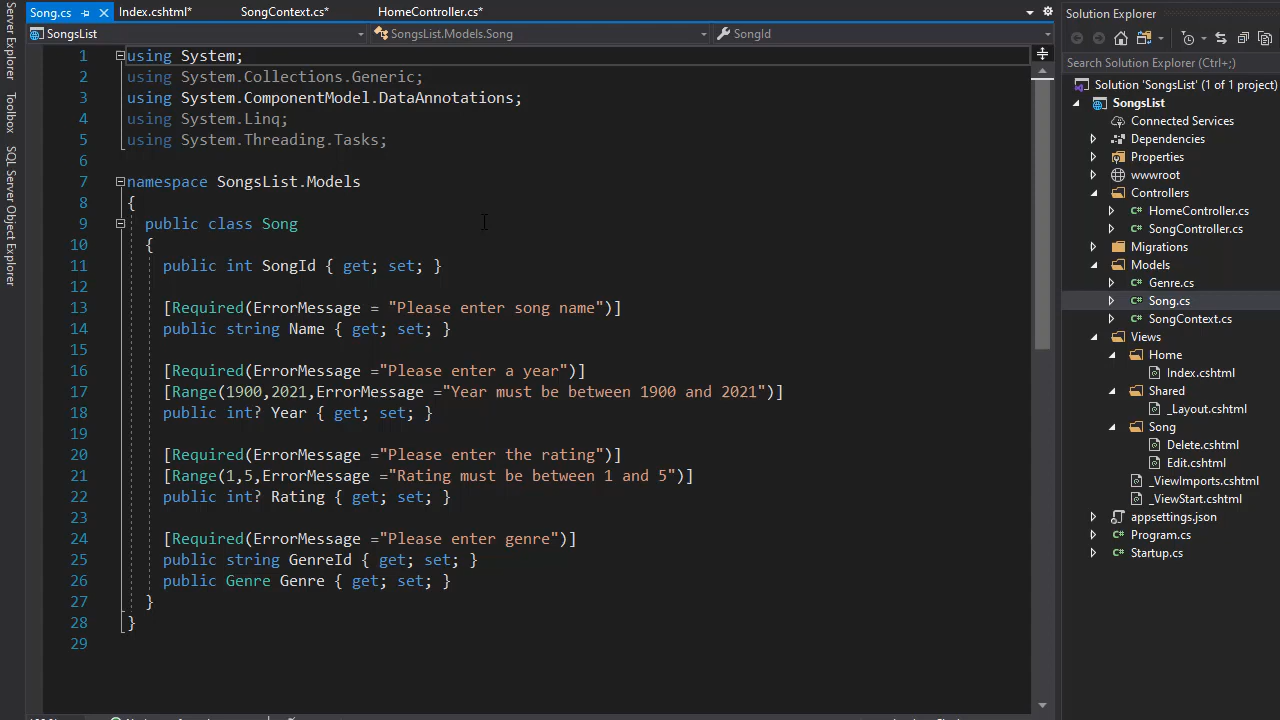 Song.cs
Index.cshtml*
SongContext.cs*
HomeController.cs*
Server Explorer
Toolbox
SQL Server Object Explorer
SongsList
SongsList.Models.Song
SongId
1 using System;
2 using System.Collections.Generic;
3 using System.ComponentModel.DataAnnotations;
4 using System.Linq;
5 using System.Threading.Tasks;
6
7 namespace SongsList.Models
8 {
9 public class Song
10 {
11 public int SongId { get; set; }
12
13 [Required(ErrorMessage = "Please enter song name")]
14 public string Name { get; set; }
15
16 [Required(ErrorMessage ="Please enter a year")]
17 [Range(1900,2021,ErrorMessage ="Year must be between 1900 and 2021")]
18 public int? Year { get; set; }
19
20 [Required(ErrorMessage ="Please enter the rating")]
21 [Range(1,5,ErrorMessage ="Rating must be between 1 and 5")]
22 public int? Rating { get; set; }
23
24 [Required(ErrorMessage ="Please enter genre")]
25 public string GenreId { get; set; }
26 public Genre Genre { get; set; }
27 }
28 }
29
Solution Explorer
Search Solution Explorer (Ctrl+;)
Solution 'SongsList' (1 of 1 project)
SongsList
Connected Services
Dependencies
Properties
wwwroot
Controllers
C# HomeController.cs
C# SongController.cs
Migrations
Models
C# Genre.cs
C# Song.cs
C# SongContext.cs
Views
Home
Index.cshtml
Shared
_Layout.cshtml
Song
Delete.cshtml
Edit.cshtml
_ViewImports.cshtml
_ViewStart.cshtml
appsettings.json
C# Program.cs
C# Startup.cs